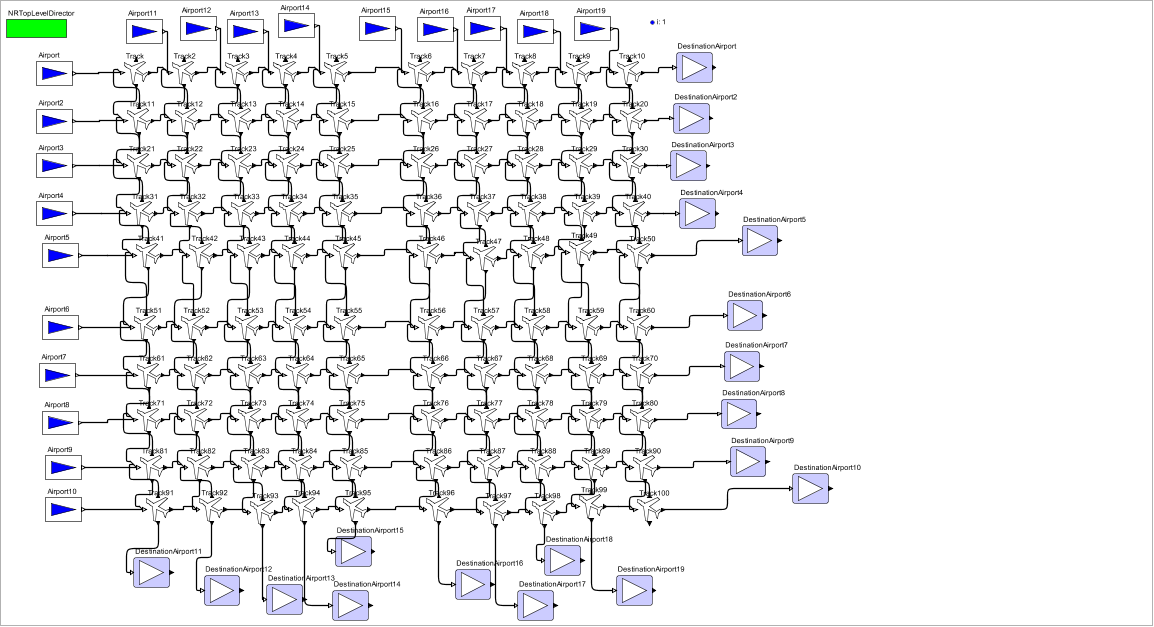 NRTopLevelDirector
Airport11
Airport12
Airport13
Airport14
Airport15
Airport16
Airport17
Airport18
Airport19
i: 1
Airport
Track
Track2
Track3
Track4
Track5
Track6
Track7
Track8
Track9
Track10
DestinationAirport
Airport2
Track11
Track12
Track13
Track14
Track15
Track16
Track17
Track18
Track19
Track20
DestinationAirport2
Airport3
Track21
Track22
Track23
Track24
Track25
Track26
Track27
Track28
Track29
Track30
DestinationAirport3
Airport4
Track31
Track32
Track33
Track34
Track35
Track36
Track37
Track38
Track39
Track40
DestinationAirport4
Airport5
Track41
Track42
Track43
Track44
Track45
Track46
Track47
Track48
Track49
Track50
DestinationAirport5
Airport6
Track51
Track52
Track53
Track54
Track55
Track56
Track57
Track58
Track59
Track60
DestinationAirport6
Airport7
Track61
Track62
Track63
Track64
Track65
Track66
Track67
Track68
Track69
Track70
DestinationAirport7
Airport8
Track71
Track72
Track73
Track74
Track75
Track76
Track77
Track78
Track79
Track80
DestinationAirport8
Airport9
Track81
Track82
Track83
Track84
Track85
Track86
Track87
Track88
Track89
Track90
DestinationAirport9
Airport10
Track91
Track92
Track93
Track94
Track95
Track96
Track97
Track98
Track99
Track100
DestinationAirport10
DestinationAirport15
DestinationAirport18
DestinationAirport11
DestinationAirport12
DestinationAirport13
DestinationAirport14
DestinationAirport16
DestinationAirport17
DestinationAirport19